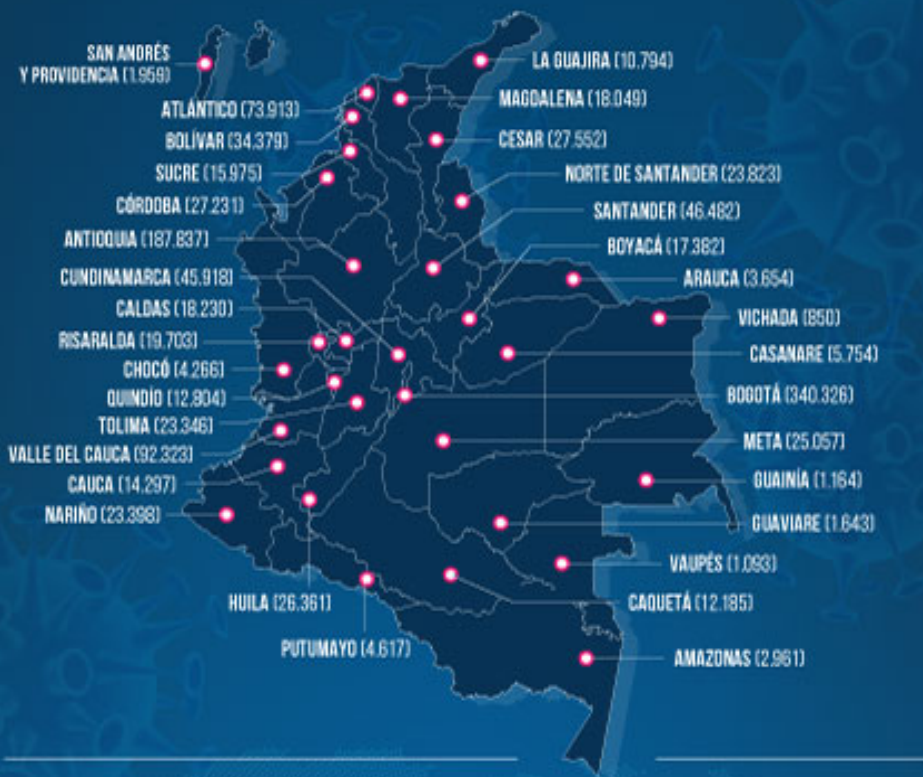 SAN ANDRÉS
Y PROVIDENCIA (1.959)
ATLÁNTICO (73.913)
BOLÍVAR (34.379)
SUCRE (15.975)
CÓRDOBA (27.231)
ANTIOQUIA (187.837)
CUNDINAMARCA (45.918)
CALDAS (18.230)
RISARALDA (19.703)
CHOCÓ (4.266)
QUINDÍO (12.804)
TOLIMA (23.346)
VALLE DEL CAUCA (92.323)
CAUCA (14.297)
NARIÑO (23.398)
HUILA (26.361)
PUTUMAYO (4.617)
LA GUAJIRA (10.794)
MAGDALENA (18.049)
CESAR (27.552)
NORTE DE SANTANDER (23.823)
SANTANDER (46.482)
BOYACÁ (17.382)
ARAUCA (3.654)
VICHADA (850)
CASANARE (5.754)
BOGOTÁ (340.326)
META (25.057)
GUAINÍA (1.164)
GUAVIARE (1.643)
VAUPÉS (1.093)
CAQUETÁ (12.185)
AMAZONAS (2.961)